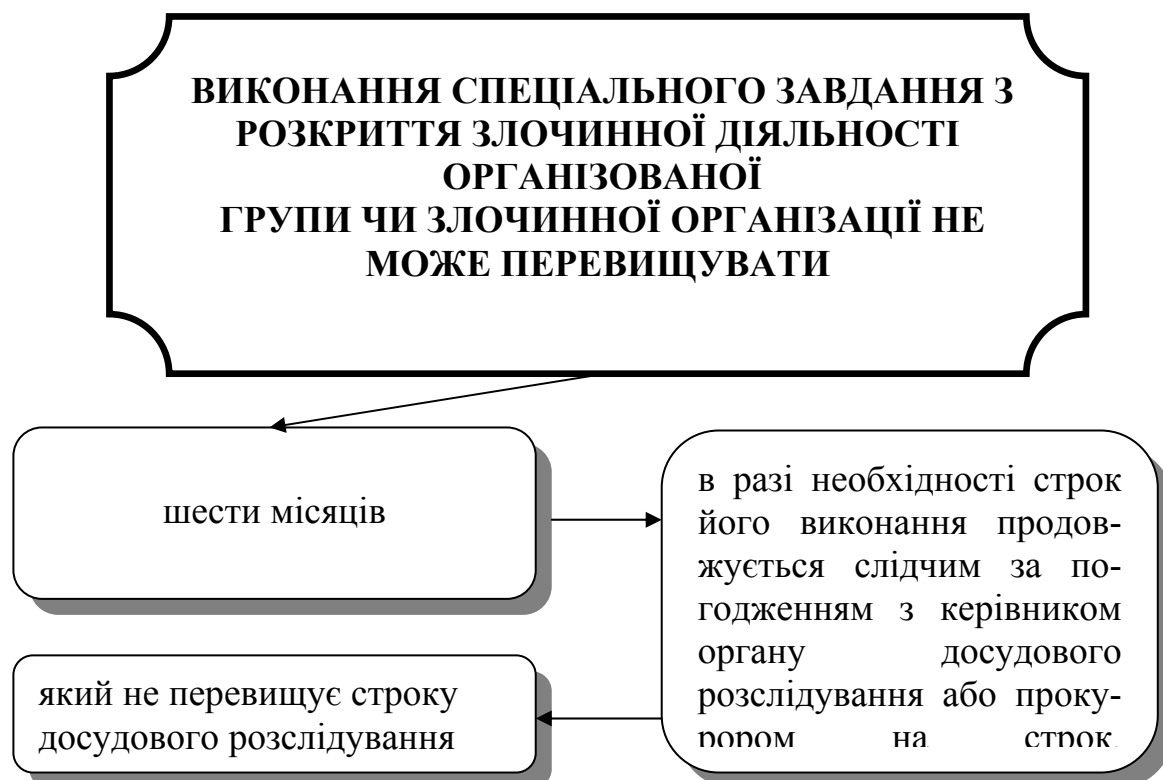 ВИКОНАННЯ СПЕЦІАЛЬНОГО ЗАВДАННЯ З
РОЗКРИТТЯ ЗЛОЧИННОЇ ДІЯЛЬНОСТІ
ОРГАНІЗОВАНОЇ
ГРУПИ ЧИ ЗЛОЧИННОЇ ОРГАНІЗАЦІЇ НЕ
МОЖЕ ПЕРЕВИЩУВАТИ
шести місяців
в разі необхідності строк
його виконання продов-
жується слідчим за по-
годженням з керівником
органу досудового
розслідування або проку-
рором на строк,
який не перевищує строку
досудового розслідування